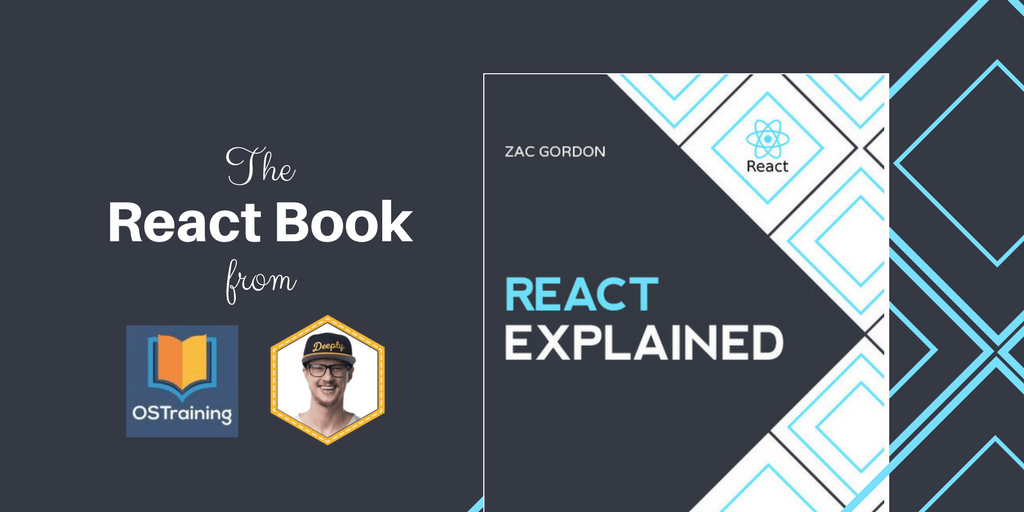 The
React Book
from
OSTraining
Deeply
ZAC GORDON
React
REACT
EXPLAINED